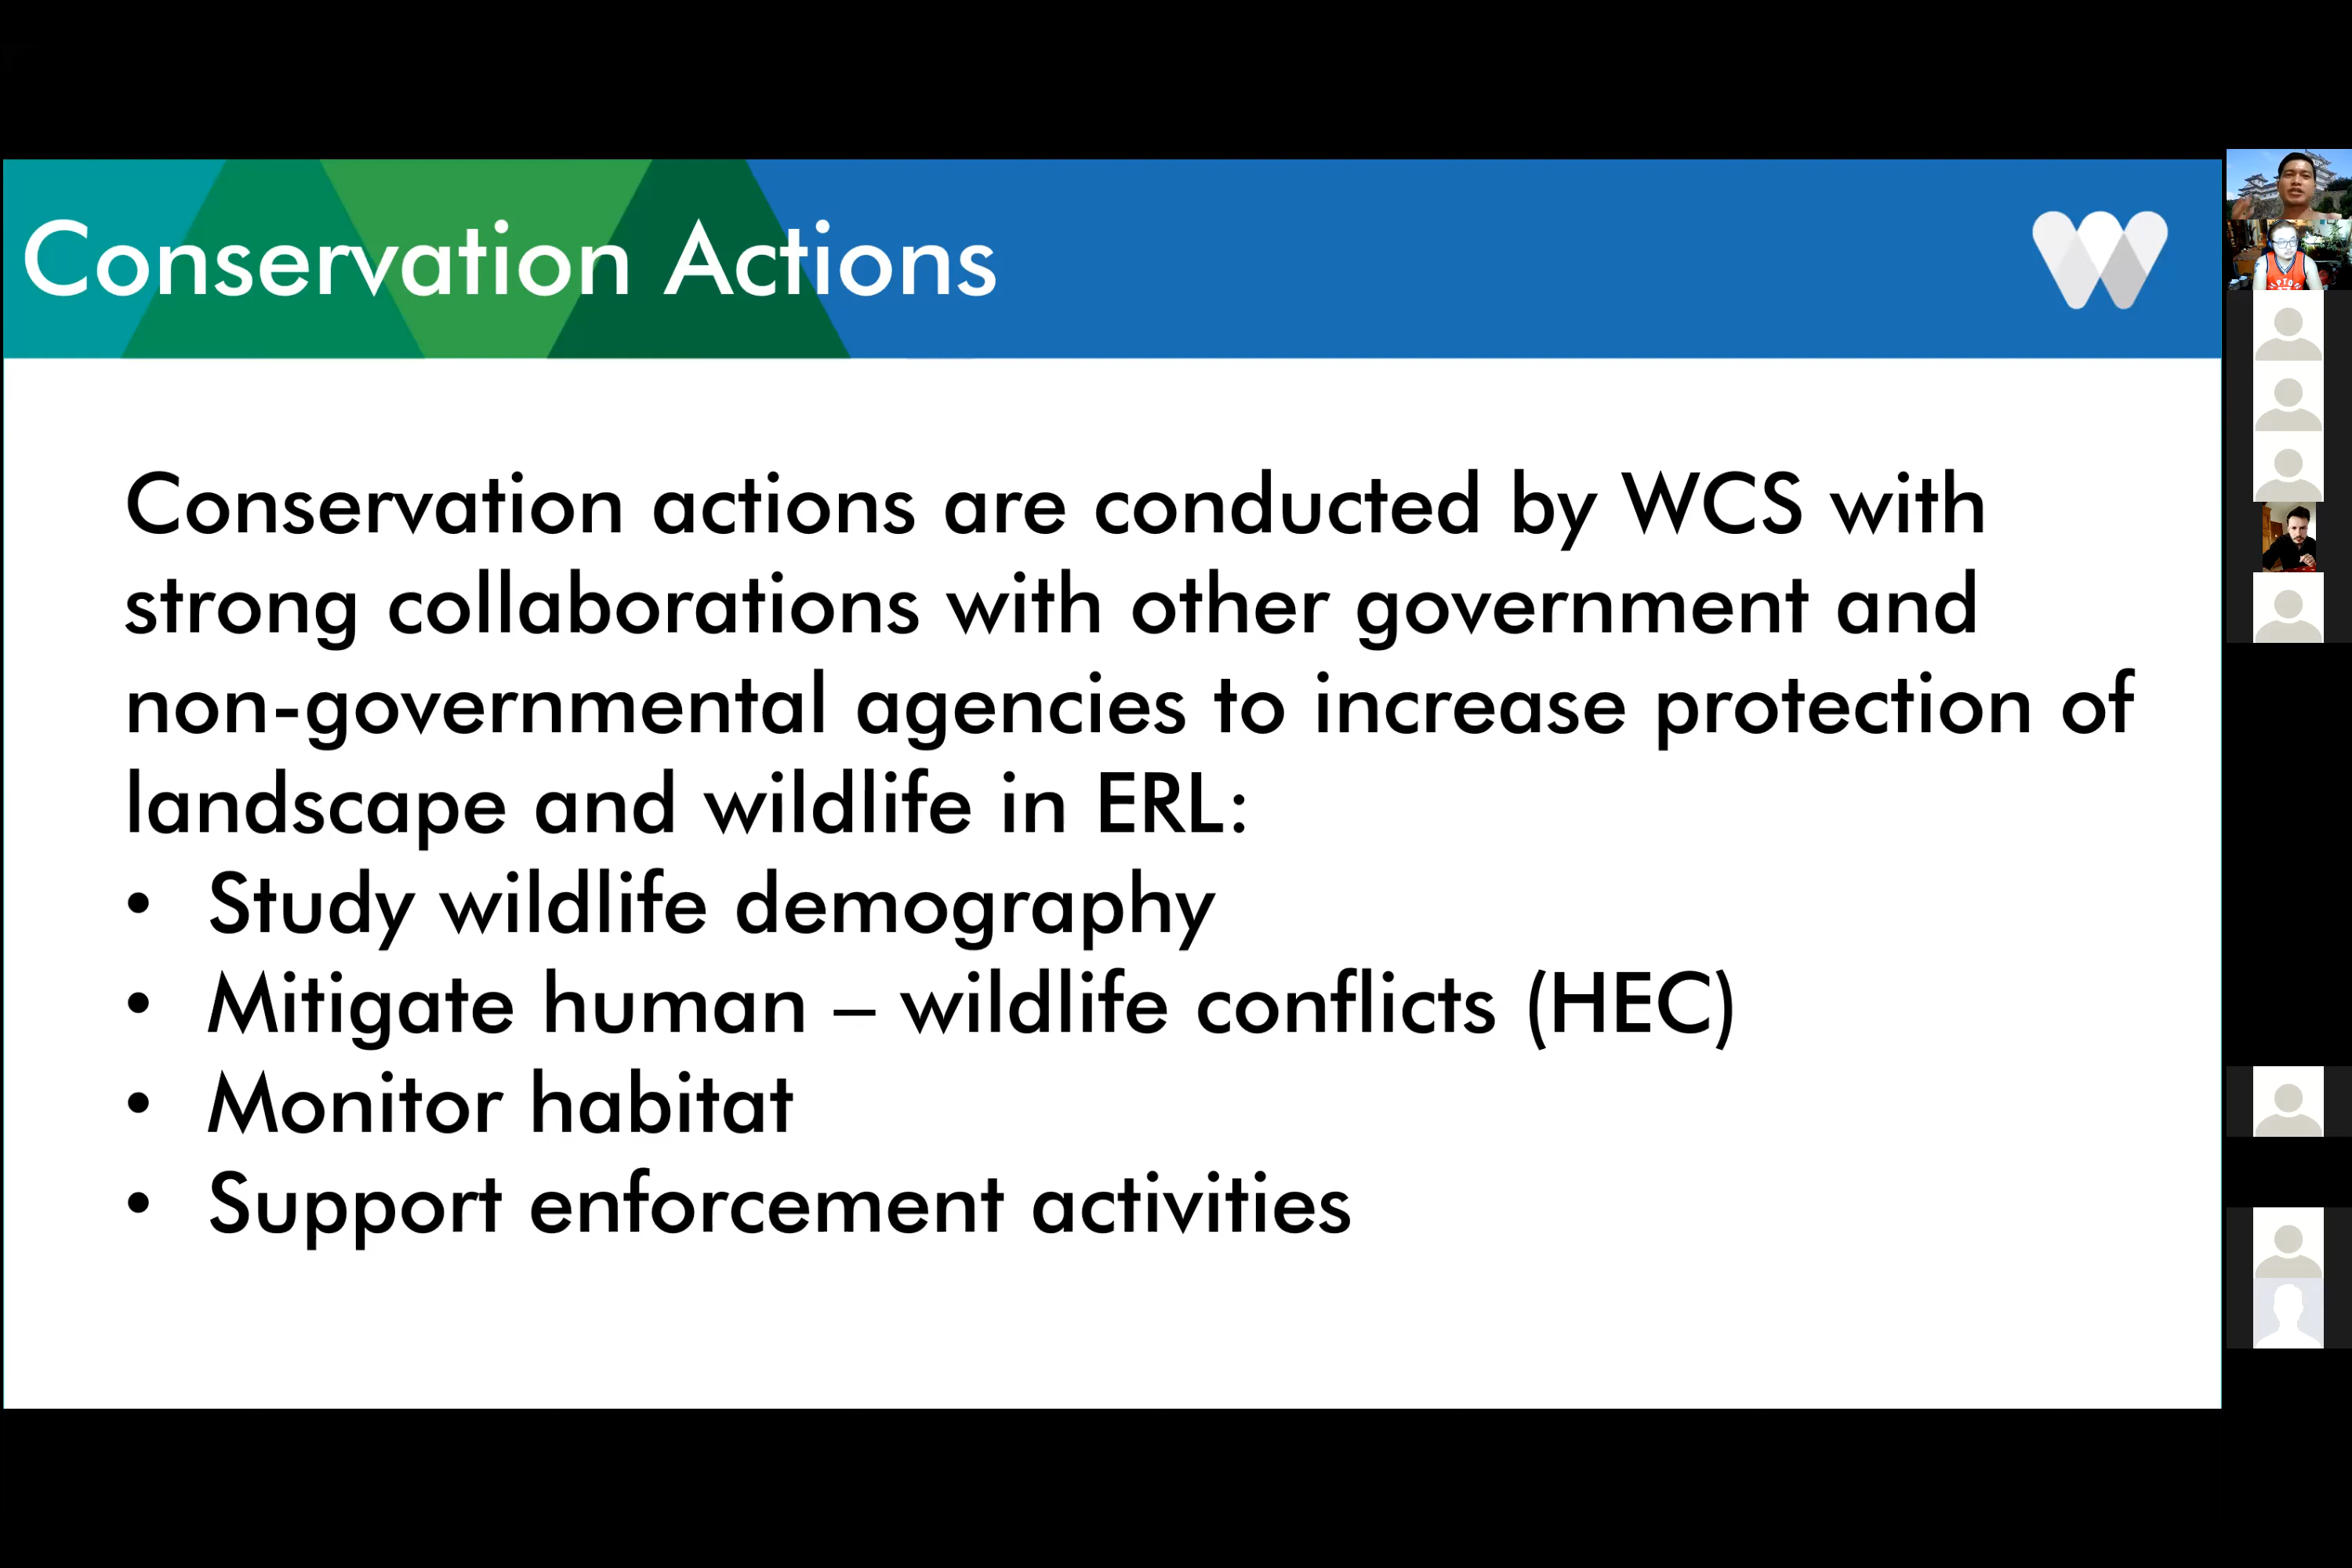 Conservation Actions
Conservation actions are conducted by WCS with
strong collaborations with other government and
non-governmental agencies to increase protection of
landscape and wildlife in ERL:
• Study wildlife demography
• Mitigate human – wildlife conflicts (HEC)
• Monitor habitat
• Support enforcement activities